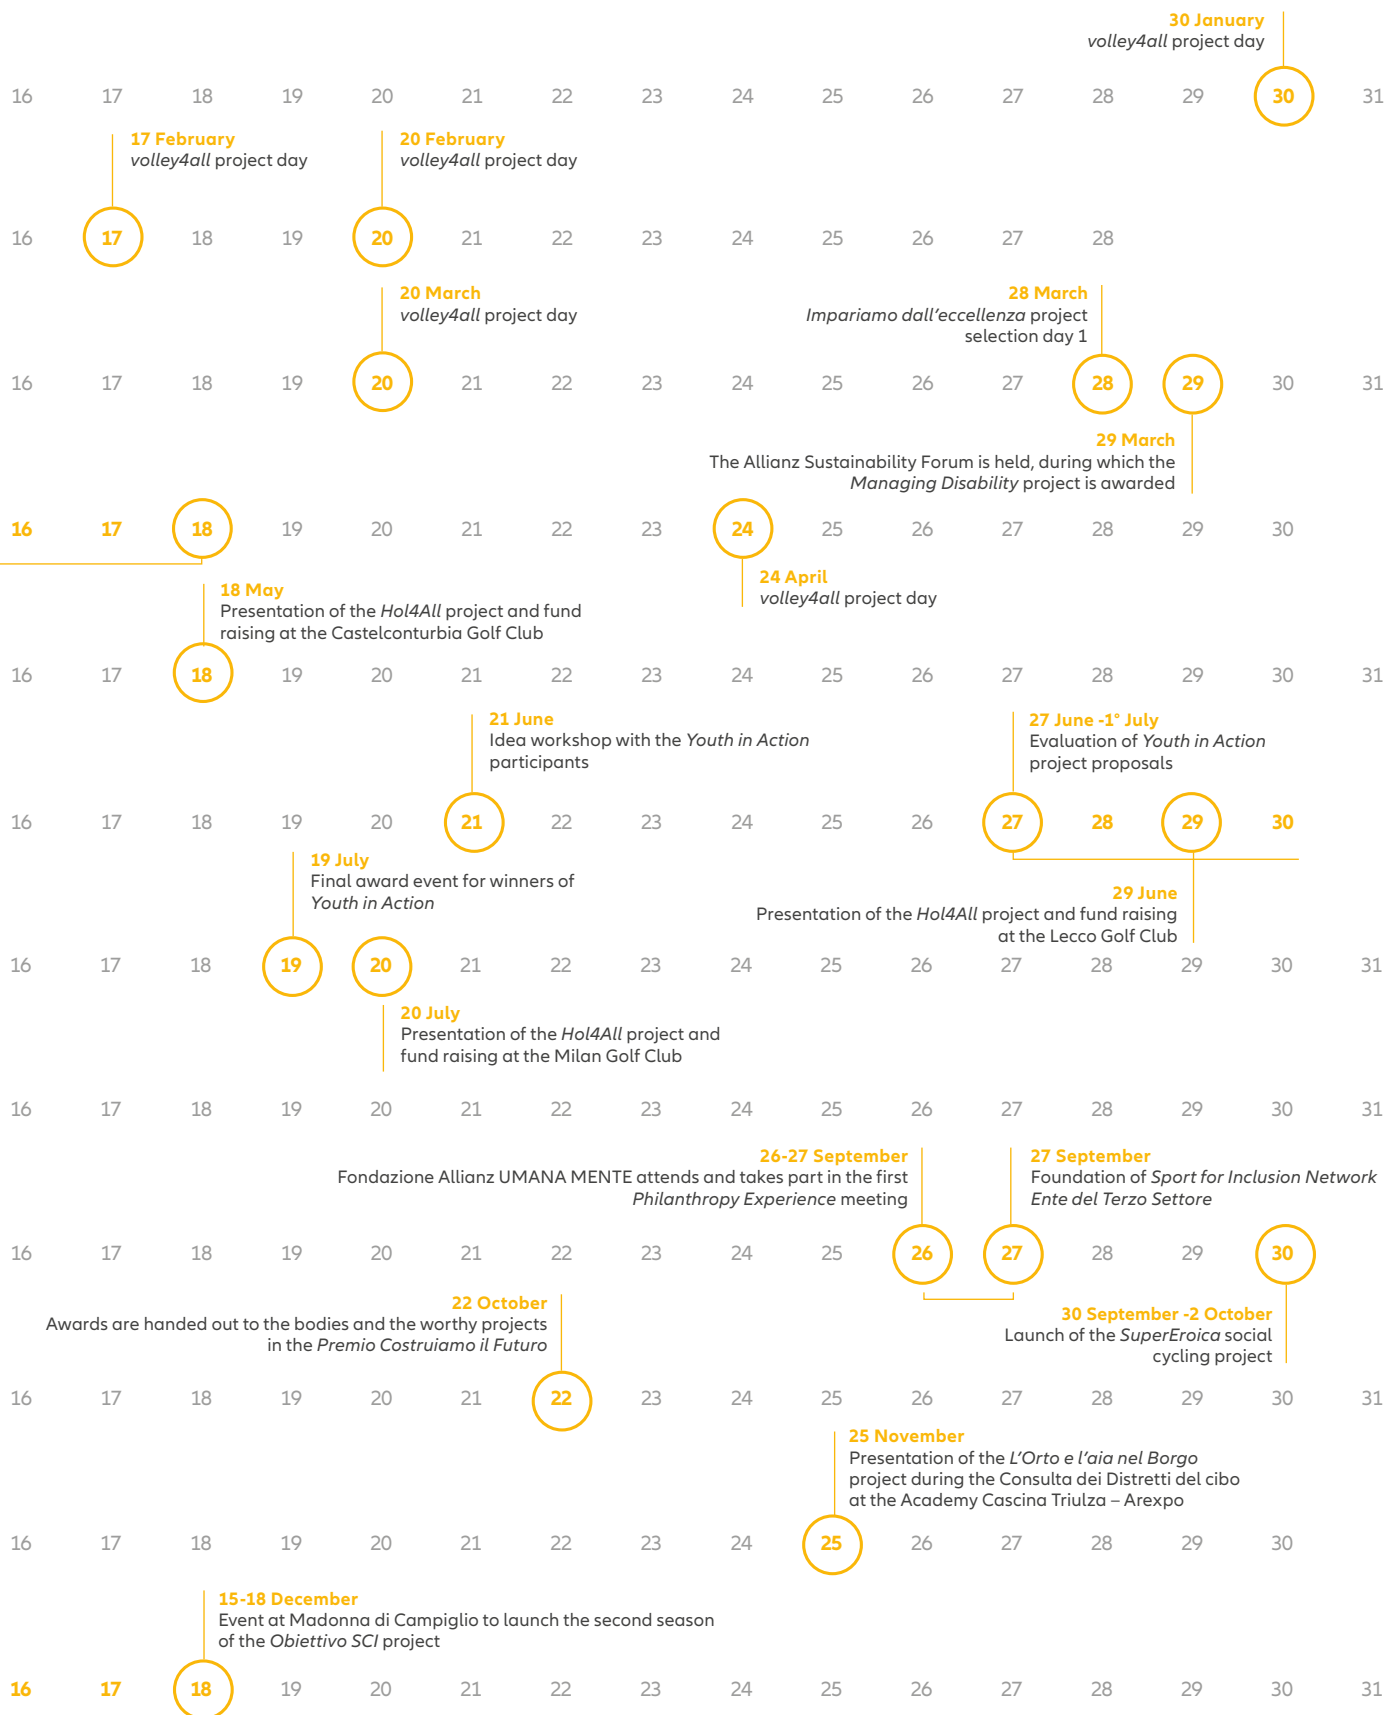 30 January
volley4all project day
16 17 18 19 20 21 22 23 24 25 26 27 28 29 30 31
17 February
volley4all project day
20 February
volley4all project day
16 17 18 19 20 21 22 23 24 25 26 27 28
20 March
volley4all project day
28 March
Impariamo dall'eccellenza project
selection day 1
16 17 18 19 20 21 22 23 24 25 26 27 28 29 30 31
29 March
The Allianz Sustainability Forum is held, during which the
Managing Disability project is awarded
16 17 18 19 20 21 22 23 24 25 26 27 28 29 30
24 April
volley4all project day
18 May
Presentation of the Hol4All project and fund
raising at the Castelconturbia Golf Club
16 17 18 19 20 21 22 23 24 25 26 27 28 29 30 31
21 June
Idea workshop with the Youth in Action
participants
27 June -1° July
Evaluation of Youth in Action
project proposals
16 17 18 19 20 21 22 23 24 25 26 27 28 29 30
19 July
Final award event for winners of
Youth in Action
29 June
Presentation of the Hol4All project and fund raising
at the Lecco Golf Club
16 17 18 19 20 21 22 23 24 25 26 27 28 29 30 31
20 July
Presentation of the Hol4All project and
fund raising at the Milan Golf Club
16 17 18 19 20 21 22 23 24 25 26 27 28 29 30 31
26-27 September
Fondazione Allianz UMANA MENTE attends and takes part in the first
Philanthropy Experience meeting
27 September
Foundation of Sport for Inclusion Network
Ente del Terzo Settore
16 17 18 19 20 21 22 23 24 25 26 27 28 29 30
22 October
Awards are handed out to the bodies and the worthy projects
in the Premio Costruiamo il Futuro
30 September -2 October
Launch of the SuperEroica social
cycling project
16 17 18 19 20 21 22 23 24 25 26 27 28 29 30 31
25 November
Presentation of the L'Orto e l'aia nel Borgo
project during the Consulta dei Distretti del cibo
at the Academy Cascina Triulza – Arexpo
16 17 18 19 20 21 22 23 24 25 26 27 28 29 30
15-18 December
Event at Madonna di Campiglio to launch the second season
of the Obiettivo SCI project
16 17 18 19 20 21 22 23 24 25 26 27 28 29 30 31